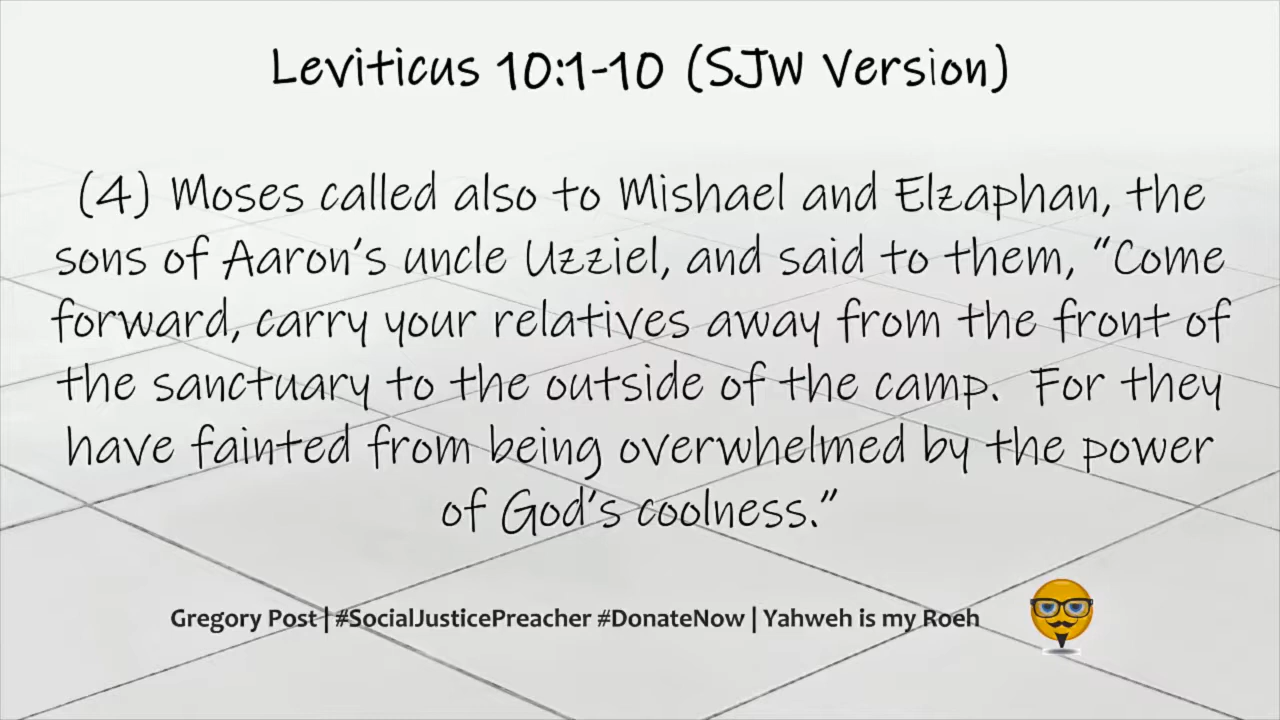 Leviticus 10:1-10 (SJW Version)
(4) Moses called also to Mishael and Elzaphan, the
sons of Aaron's uncle Uzziel, and said to them, “Come
forward, carry your relatives away from the front of
the sanctuary to the outside of the camp.  For they
have fainted from being overwhelmed by the power
of God's coolness.”
Gregory Post | #SocialJusticePreacher #DonateNow | Yahweh is my Roeh